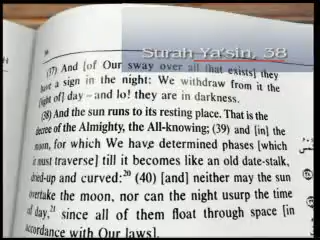 Surah Ya'sin, 38
(37) And [of Our sway over all that exists] they
have a sign in the night: We withdraw from it the
[light of] day – and lo! they are in darkness.
(38) And the sun runs to its resting place. That is the
decree of the Almighty, the All-knowing; (39) and [in] the
moon, for which We have determined phases [which
it must traverse] till it becomes like an old date-stalk,
dried-up and curved:20 (40) [and] neither may the sun
overtake the moon, nor can the night usurp the time
of day,21 since all of them float through space [in
accordance with Our laws].